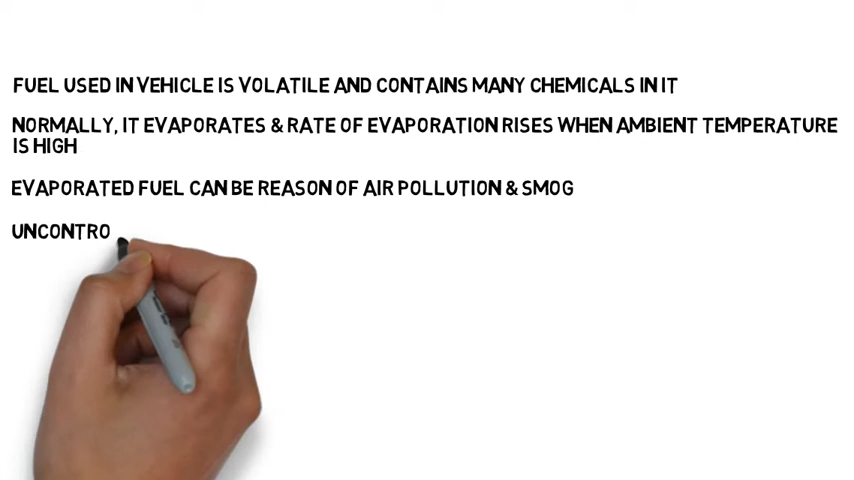 FUEL USED IN VEHICLE IS VOLATILE AND CONTAINS MANY CHEMICALS IN IT
NORMALLY, IT EVAPORATES & RATE OF EVAPORATION RISES WHEN AMBIENT TEMPERATURE
IS HIGH
EVAPORATED FUEL CAN BE REASON OF AIR POLLUTION & SMOG
UNCONTRO